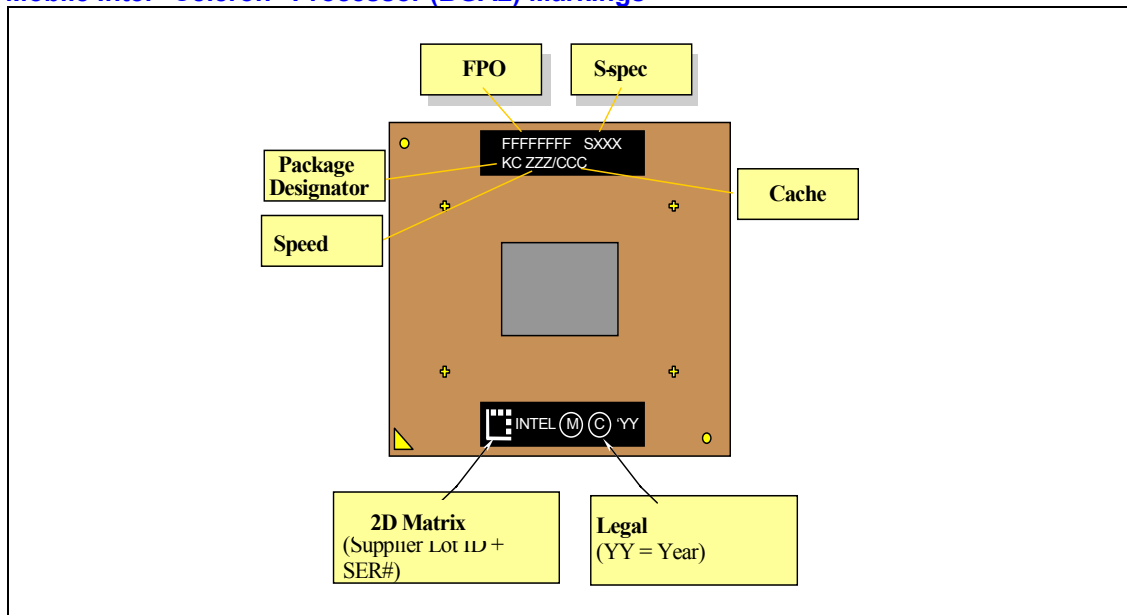 Mobile Intel Celeron Processor (BGA2) Markings
FPO
S-spec
FFFFFFFF SXXX
KC ZZZ/CCC
Package
Designator
Cache
Speed
INTEL M C 'YY
2D Matrix
(Supplier Lot ID +
SER#)
Legal
(YY = Year)